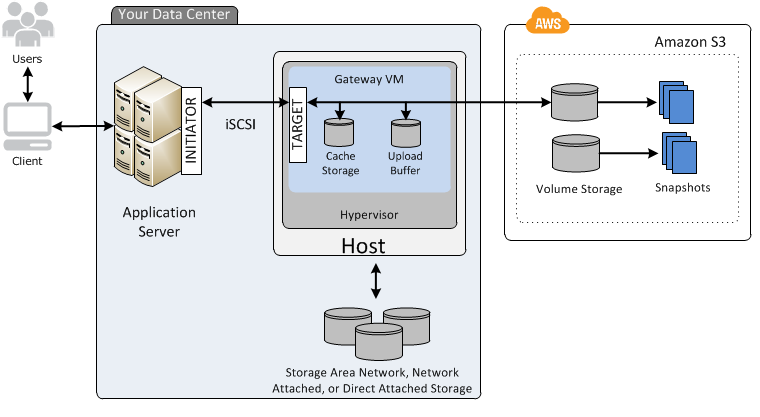 Your Data Center
AWS
Amazon S3
Users
Client
Gateway VM
INITIATOR
iSCSI
TARGET
Cache
Storage
Upload
Buffer
Volume Storage
Snapshots
Application
Server
Hypervisor
Host
Storage Area Network, Network
Attached, or Direct Attached Storage